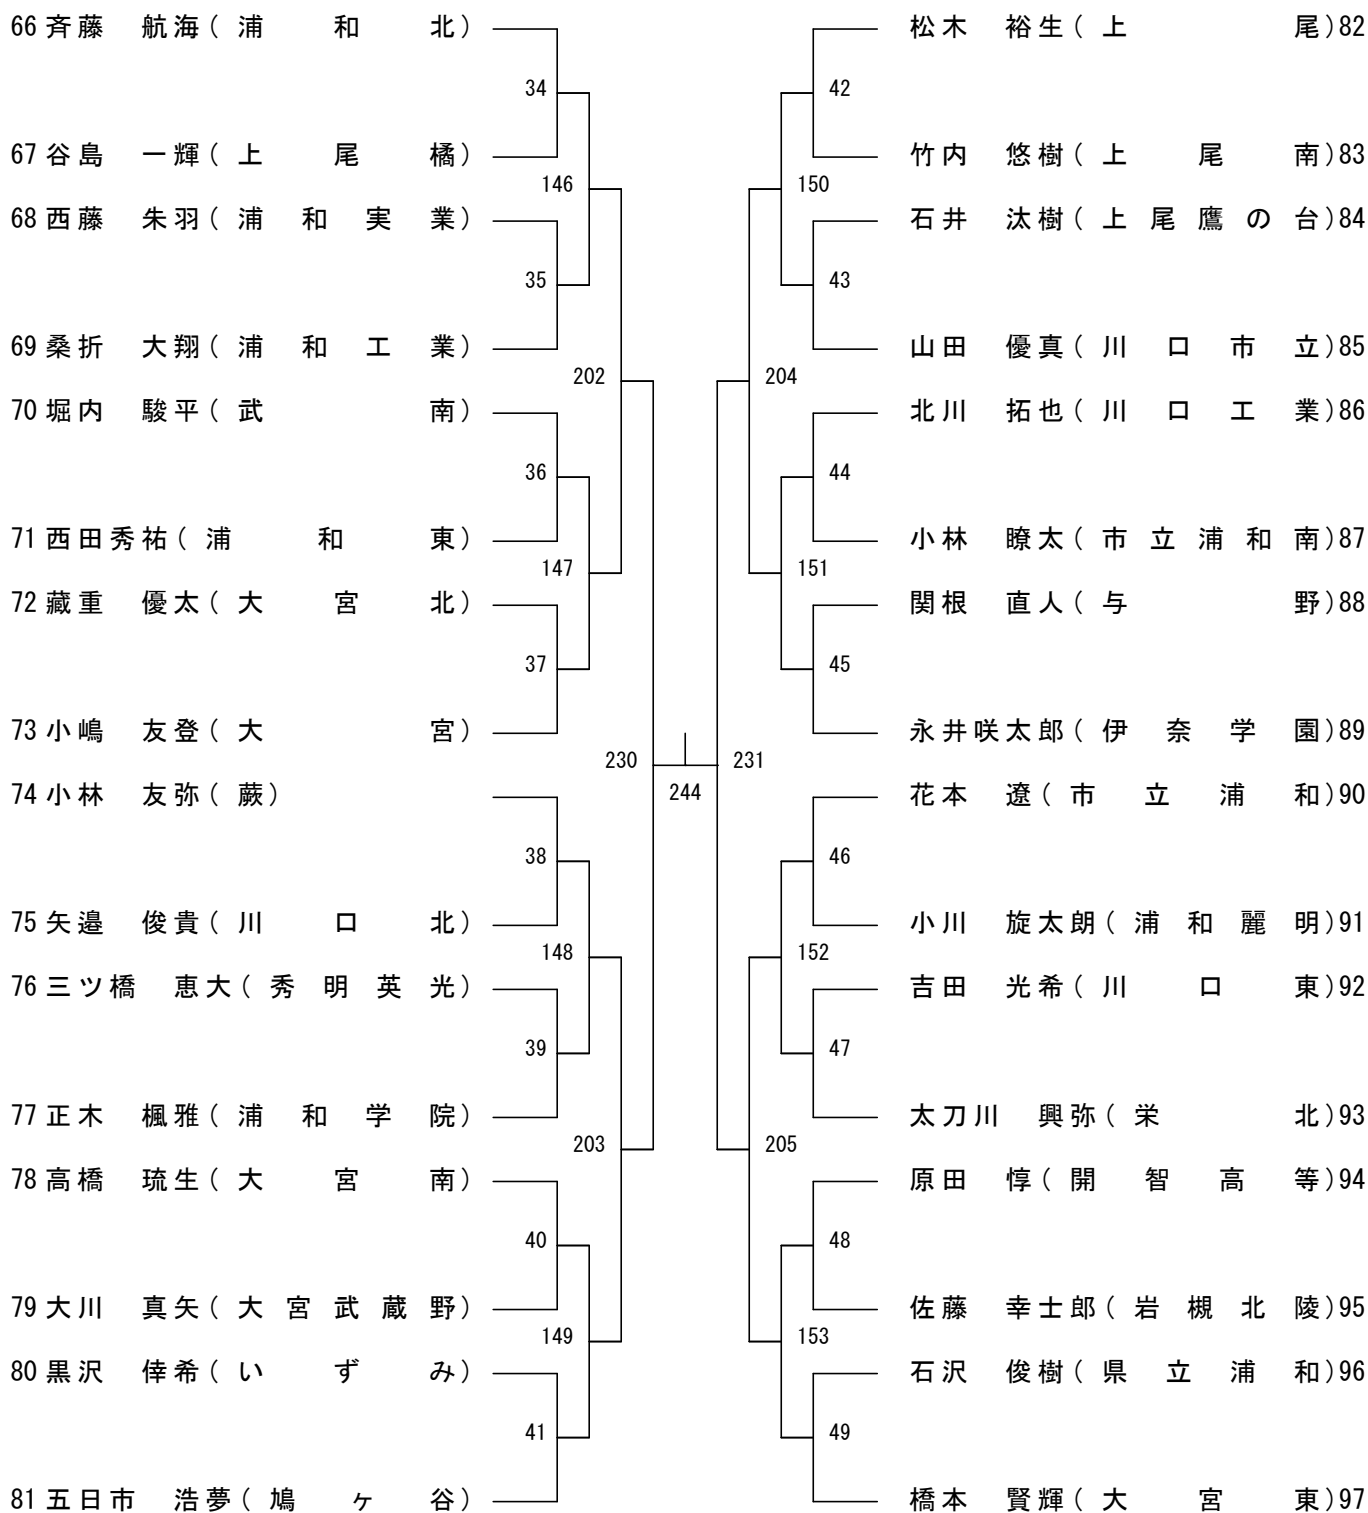 66 斉藤 航海(浦和北)
34
67 谷島 一輝(上尾橘)
146
68 西藤 朱羽(浦和実業)
35
69 桑折 大翔(浦和工業)
202
70 堀内 駿平(武南)
36
71 西田秀祐(浦和東)
147
72 藏重 優太(大宮北)
37
73 小嶋 友登(大宮)
230
74 小林 友弥(蕨)
38
75 矢邉 俊貴(川口北)
148
76 三ツ橋 恵大(秀明英光)
39
77 正木 楓雅(浦和学院)
203
78 高橋 琉生(大宮南)
40
79 大川 真矢(大宮武蔵野)
149
80 黒沢 倖希(いずみ)
41
81 五日市 浩夢(鳩ヶ谷)
244
松木 裕生(上尾)82
42
竹内 悠樹(上尾南)83
150
石井 汰樹(上尾鷹の台)84
43
山田 優真(川口市立)85
204
北川 拓也(川口工業)86
44
小林 瞭太(市立浦和南)87
151
関根 直人(与野)88
45
永井咲太郎(伊奈学園)89
231
花本 遼(市立浦和)90
46
小川 旋太朗(浦和麗明)91
152
吉田 光希(川口東)92
47
太刀川 興弥(栄北)93
205
原田 惇(開智高等)94
48
佐藤 幸士郎(岩槻北陵)95
153
石沢 俊樹(県立浦和)96
49
橋本 賢輝(大宮東)97